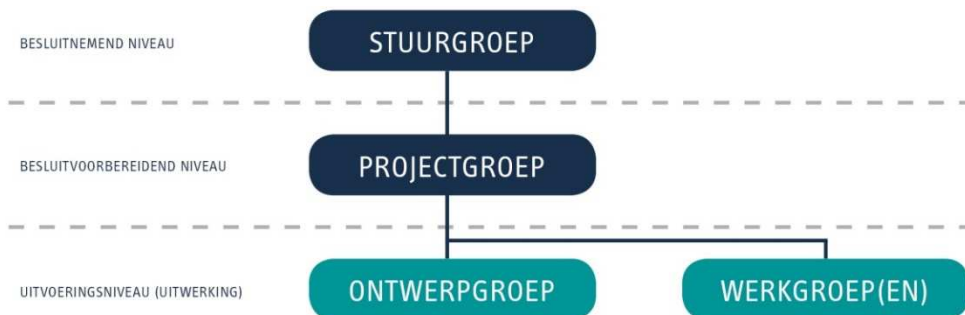 BESLUITNEMEND NIVEAU
STUURGROEP
BESLUITVOORBEREIDEND NIVEAU
PROJECTGROEP
UITVOERINGSNIVEAU (UITWERKING)
ONTWERPGROEP
WERKGROEP(EN)